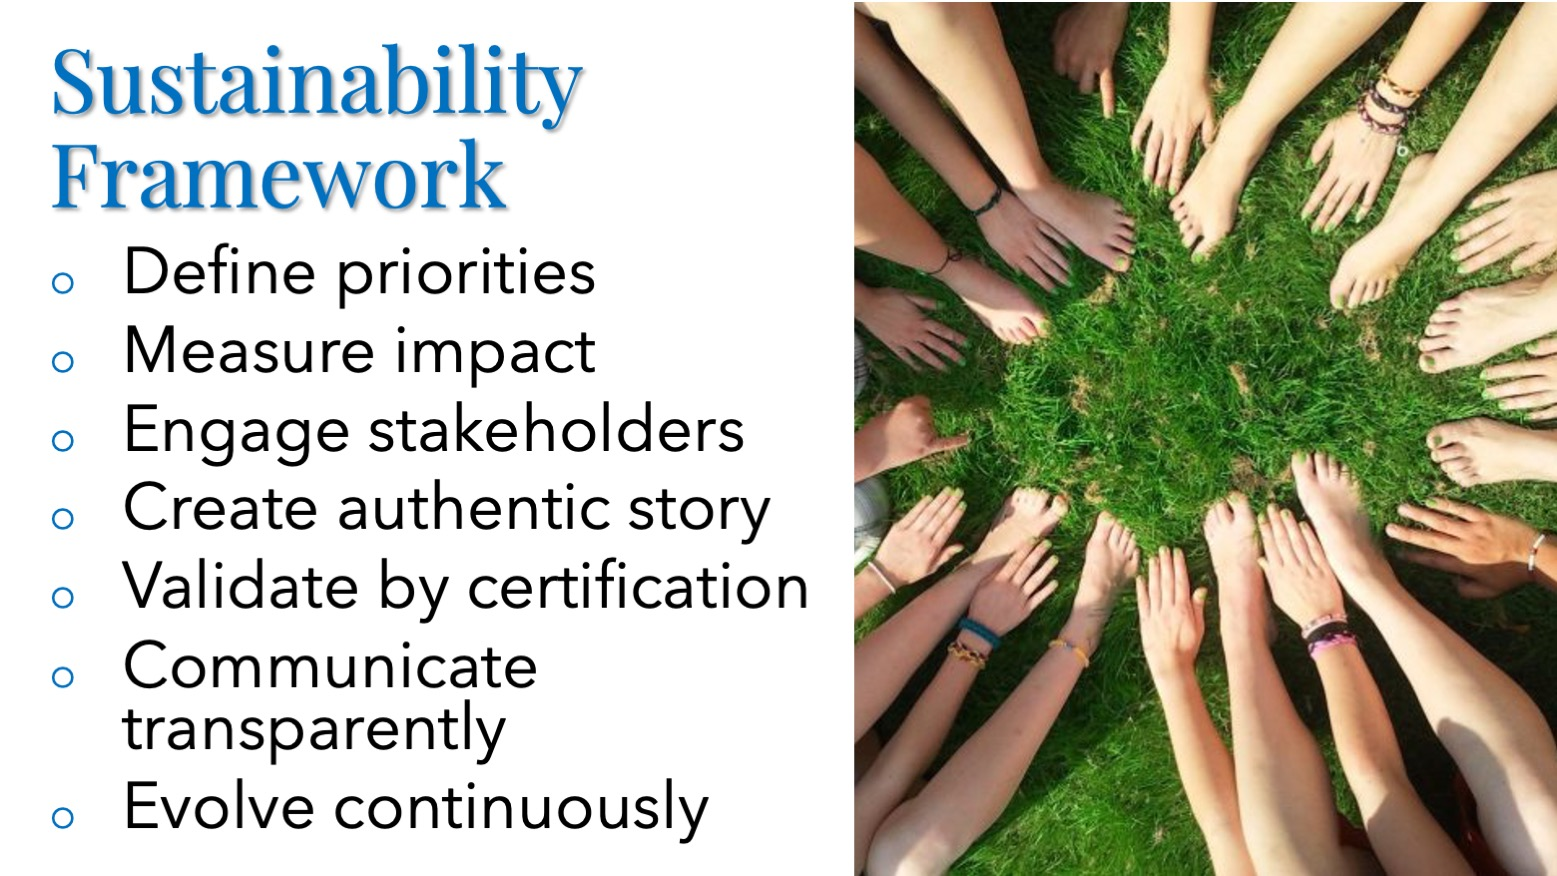 Sustainability
Framework
Define priorities
Measure impact
Engage stakeholders
Create authentic story
Validate by certification
Communicate
transparently
Evolve continuously